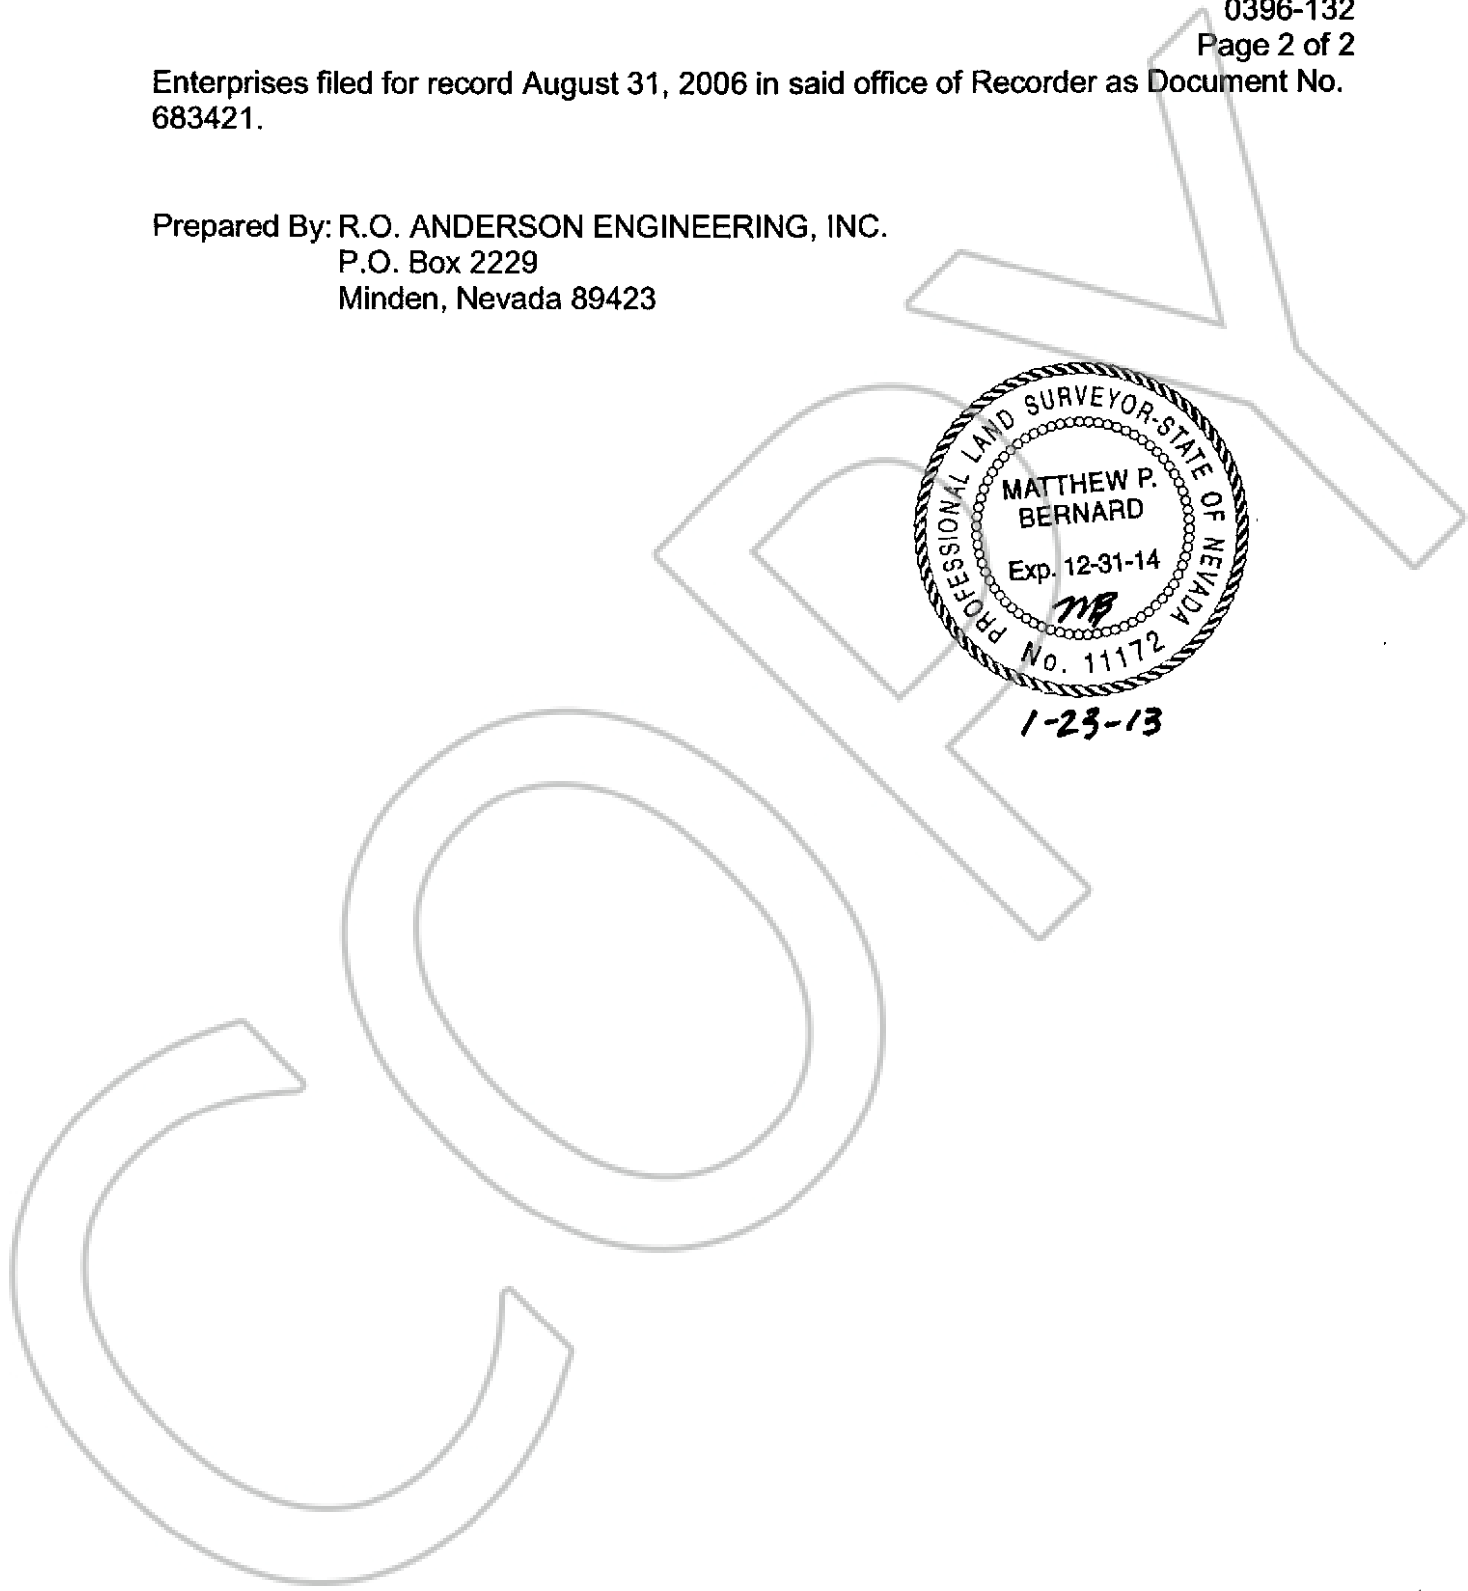 0396-132
Page 2 of 2
Enterprises filed for record August 31, 2006 in said office of Recorder as Document No.
683421.
Prepared By: R.O. ANDERSON ENGINEERING, INC.
P.O. Box 2229
Minden, Nevada 89423
PROFESSIONAL LAND SURVEYOR-STATE OF NEVADA
MATTHEW P.
BERNARD
Exp. 12-31-14
MB
No. 11172
1-23-13
COPY